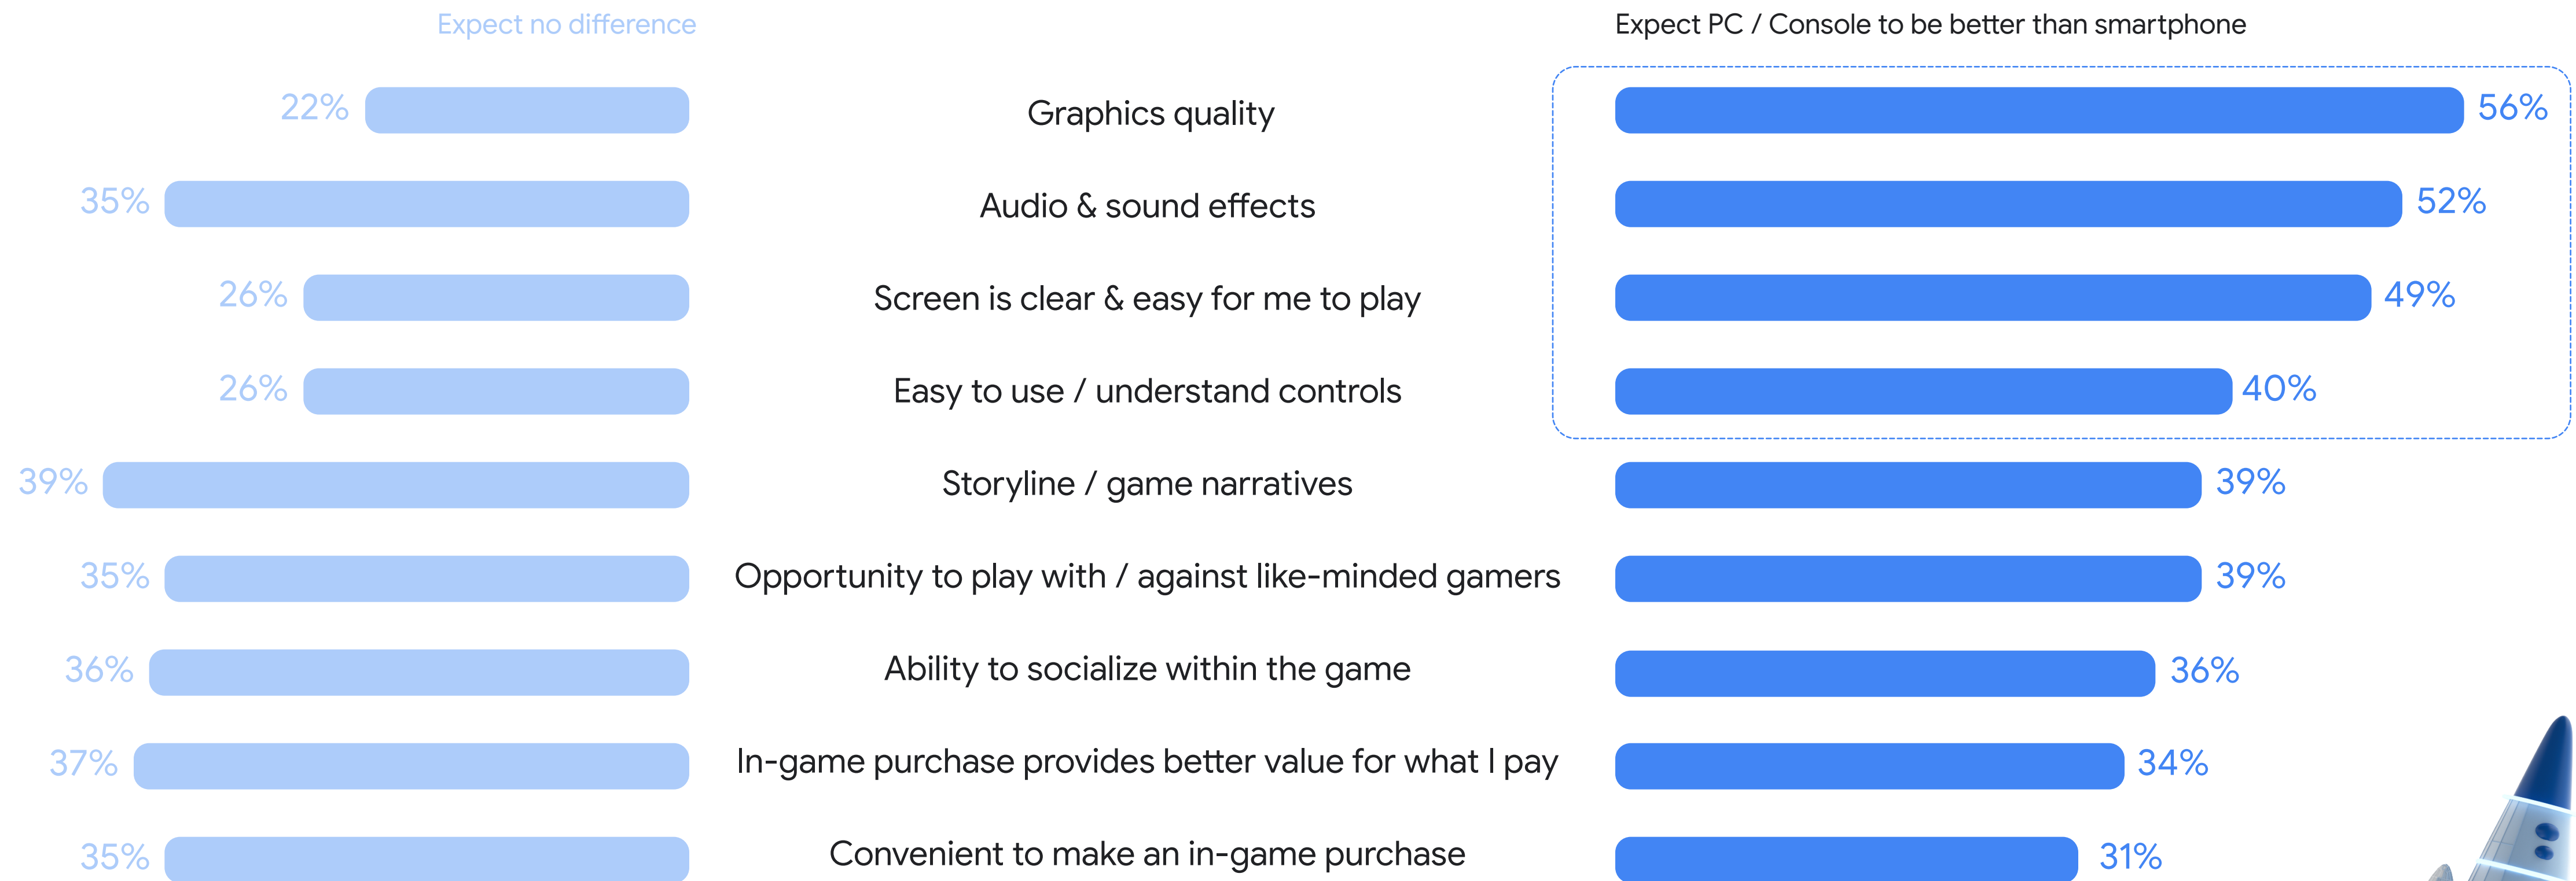 Expect no difference
Expect PC / Console to be better than smartphone
22%
Graphics quality
56%
35%
Audio & sound effects
52%
26%
Screen is clear & easy for me to play
49%
26%
Easy to use / understand controls
40%
39%
Storyline / game narratives
39%
35%
Opportunity to play with / against like-minded gamers
39%
36%
Ability to socialize within the game
36%
37%
In-game purchase provides better value for what I pay
34%
35%
Convenient to make an in-game purchase
31%